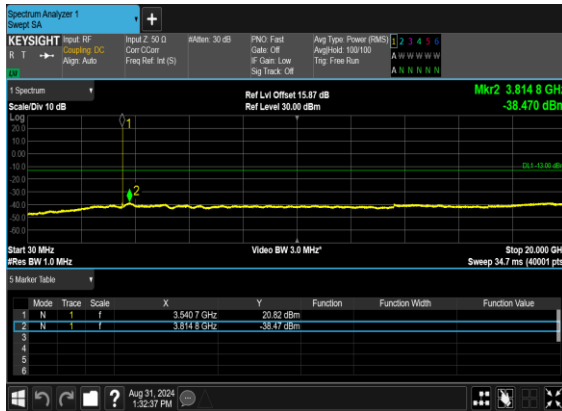 Spectrum Analyzer 1
Swept SA
+
KEYSIGHT Input: RF Input Z: 50 Ω #Atten: 30 dB PNO: Fast Avg Type: Power (RMS) 1 2 3 4 5 6
R T Coupling: DC Corr CCorr Gate: Off Avg|Hold: 100/100 A W W W W W
Align: Auto Freq Ref: Int (S) IF Gain: Low Trig: Free Run
Sig Track: Off A N N N N N
LXI
1 Spectrum Ref Lvl Offset 15.87 dB Mkr2 3.814 8 GHz
Scale/Div 10 dB Ref Level 30.00 dBm -38.470 dBm
Log
20.0
10.0
0.00
-10.0
-20.0
-30.0
-40.0
-50.0
-60.0
1
DL1 -13.00 dBm
2
Start 30 MHz Video BW 3.0 MHz* Stop 20.000 GHz
#Res BW 1.0 MHz Sweep 34.7 ms (40001 pts)
5 Marker Table
Mode Trace Scale X Y Function Function Width Function Value
1 N 1 f 3.540 7 GHz 20.82 dBm
2 N 1 f 3.814 8 GHz -38.47 dBm
3
4
5
6
? Aug 31, 2024
1:32:37 PM